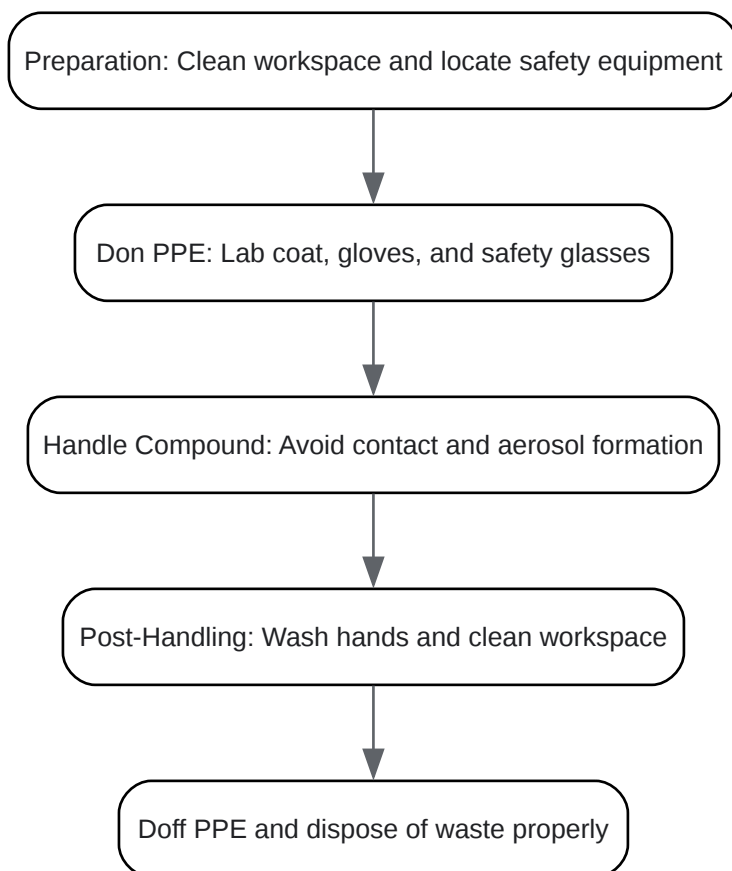 Preparation: Clean workspace and locate safety equipment
Don PPE: Lab coat, gloves, and safety glasses
Handle Compound: Avoid contact and aerosol formation
Post-Handling: Wash hands and clean workspace
Doff PPE and dispose of waste properly